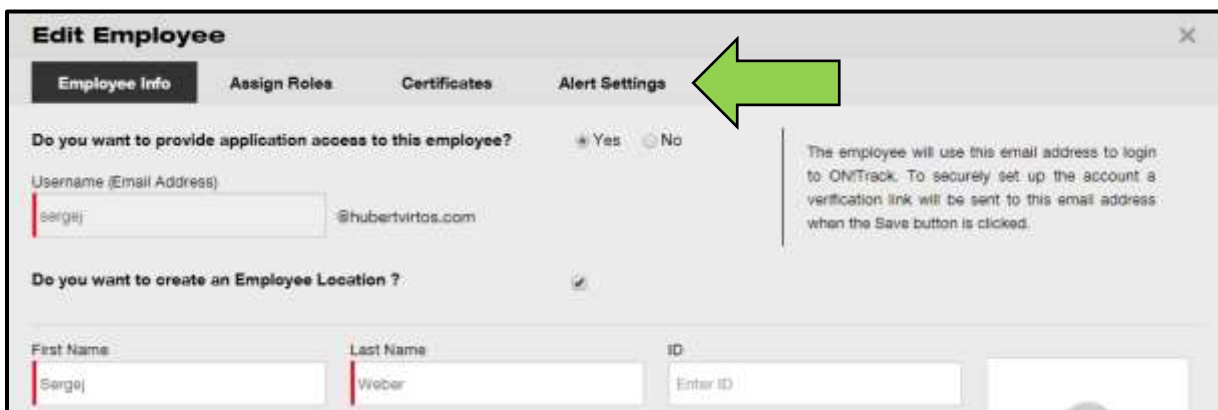 Edit Employee
Employee Info Assign Roles Certificates Alert Settings
Do you want to provide application access to this employee? Yes No
Username (Email Address)
sergej @hubertvirtos.com
The employee will use this email address to login
to ON!Track. To securely set up the account a
verification link will be sent to this email address
when the Save button is clicked.
Do you want to create an Employee Location ?
First Name Last Name ID
Sergej Weber Enter ID